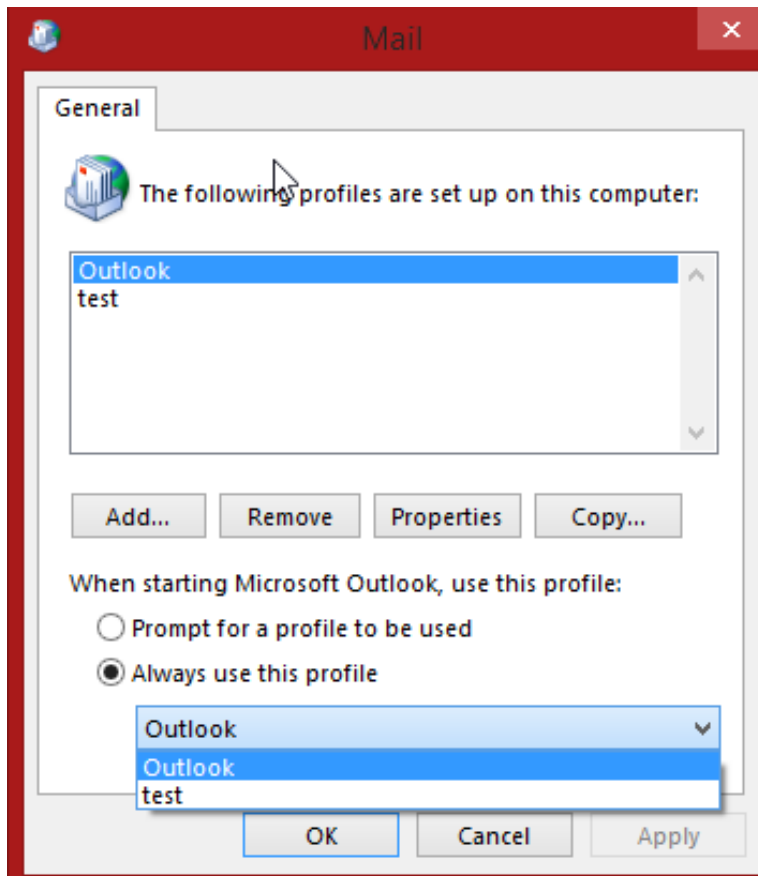 Mail
General
The following profiles are set up on this computer:
Outlook
test
Add... Remove Properties Copy...
When starting Microsoft Outlook, use this profile:
Prompt for a profile to be used
Always use this profile
Outlook
Outlook
test
OK Cancel Apply